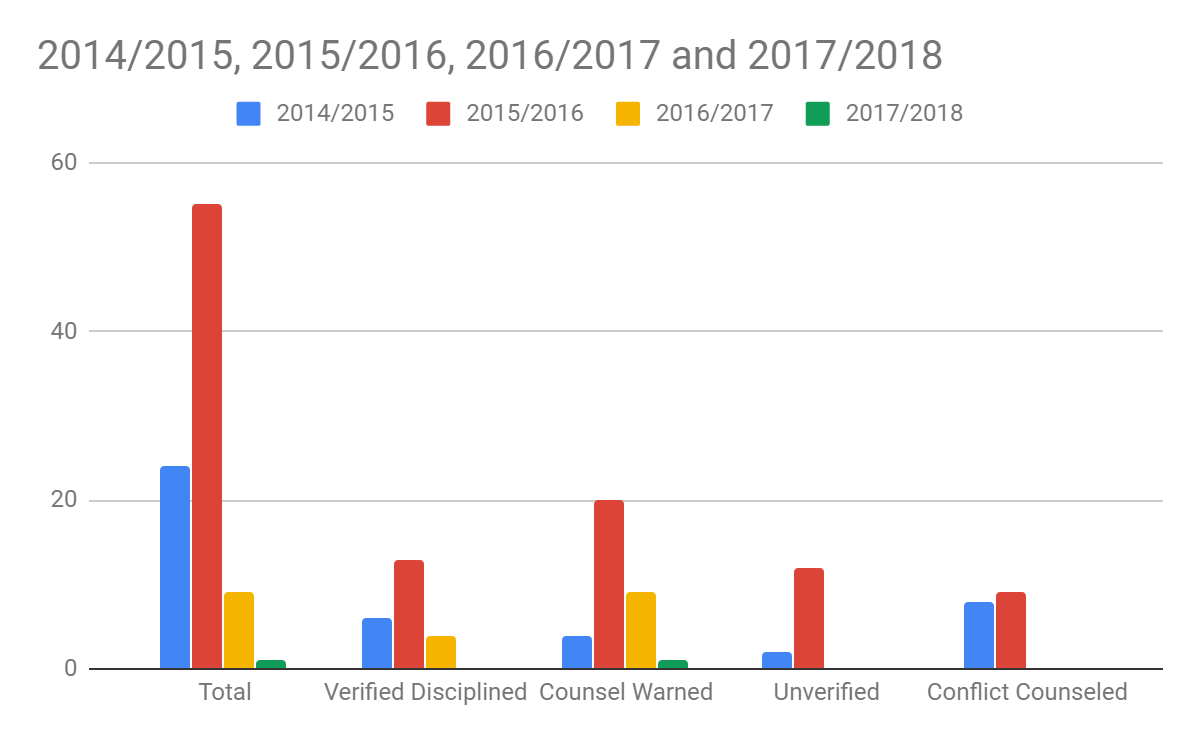 2014/2015, 2015/2016, 2016/2017 and 2017/2018
2014/2015 2015/2016 2016/2017 2017/2018
60
40
20
0
Total Verified Disciplined Counsel Warned Unverified Conflict Counseled